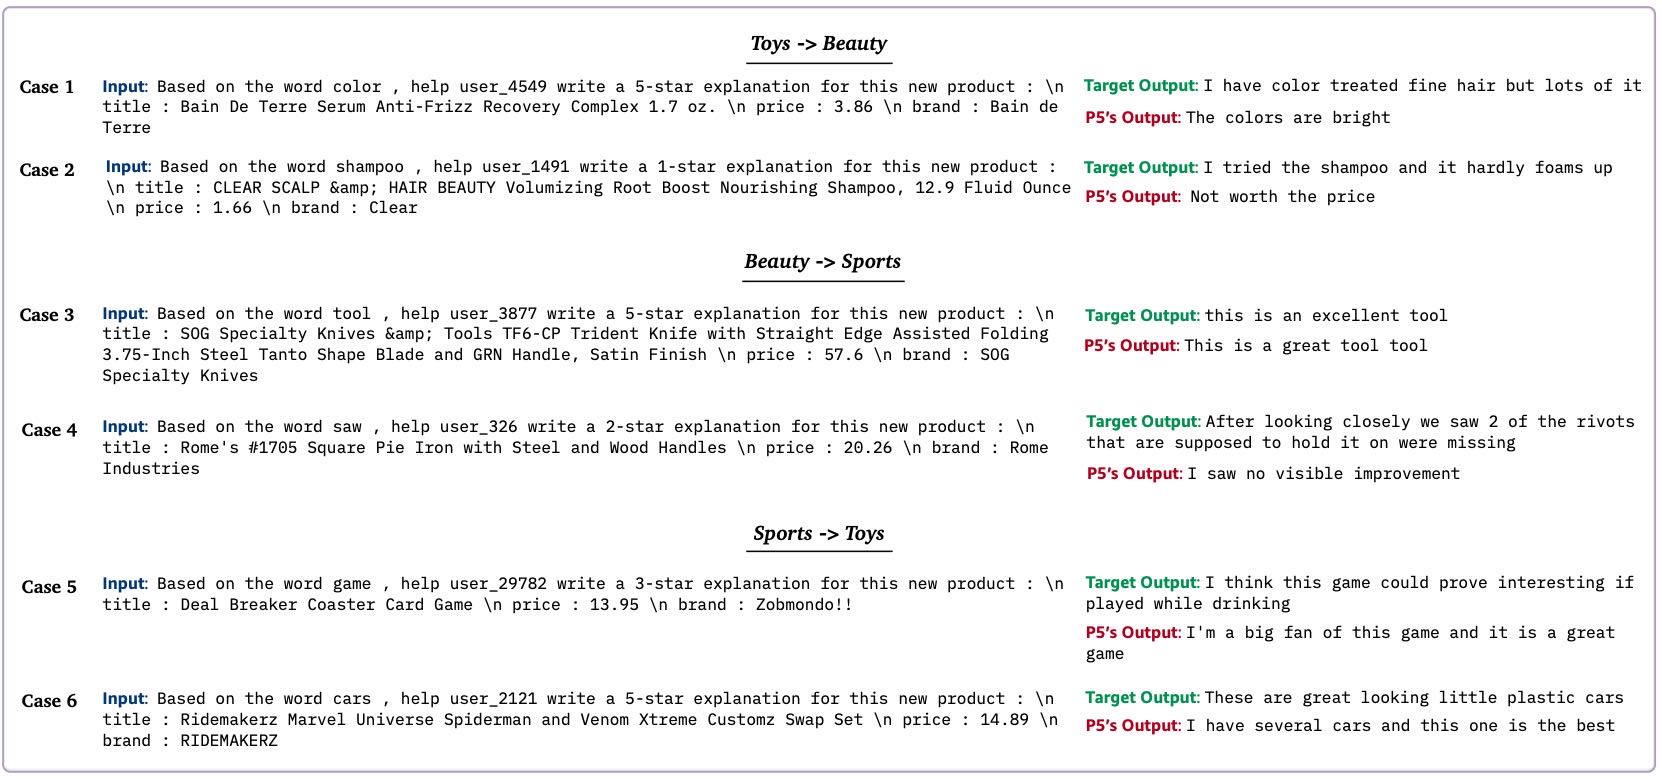 Toys -> Beauty
Case 1
Input: Based on the word color , help user_4549 write a 5-star explanation for this new product : \n
title : Bain De Terre Serum Anti-Frizz Recovery Complex 1.7 oz. \n price : 3.86 \n brand : Bain de
Terre
Target Output: I have color treated fine hair but lots of it
P5's Output: The colors are bright
Case 2
Input: Based on the word shampoo , help user_1491 write a 1-star explanation for this new product :
\n title : CLEAR SCALP &amp; HAIR BEAUTY Volumizing Root Boost Nourishing Shampoo, 12.9 Fluid Ounce
\n price : 1.66 \n brand : Clear
Target Output: I tried the shampoo and it hardly foams up
P5's Output: Not worth the price
Beauty -> Sports
Case 3
Input: Based on the word tool , help user_3877 write a 5-star explanation for this new product : \n
title : SOG Specialty Knives &amp; Tools TF6-CP Trident Knife with Straight Edge Assisted Folding
3.75-Inch Steel Tanto Shape Blade and GRN Handle, Satin Finish \n price : 57.6 \n brand : SOG
Specialty Knives
Target Output: this is an excellent tool
P5's Output: This is a great tool tool
Case 4
Input: Based on the word saw , help user_326 write a 2-star explanation for this new product : \n
title : Rome's #1705 Square Pie Iron with Steel and Wood Handles \n price : 20.26 \n brand : Rome
Industries
Target Output: After looking closely we saw 2 of the rivots
that are supposed to hold it on were missing
P5's Output: I saw no visible improvement
Sports -> Toys
Case 5
Input: Based on the word game , help user_29782 write a 3-star explanation for this new product : \n
title : Deal Breaker Coaster Card Game \n price : 13.95 \n brand : Zobmondo!!
Target Output: I think this game could prove interesting if
played while drinking
P5's Output: I'm a big fan of this game and it is a great
game
Case 6
Input: Based on the word cars , help user_2121 write a 5-star explanation for this new product : \n
title : Ridemakerz Marvel Universe Spiderman and Venom Xtreme Customz Swap Set \n price : 14.89 \n
brand : RIDEMAKERZ
Target Output: These are great looking little plastic cars
P5's Output: I have several cars and this one is the best